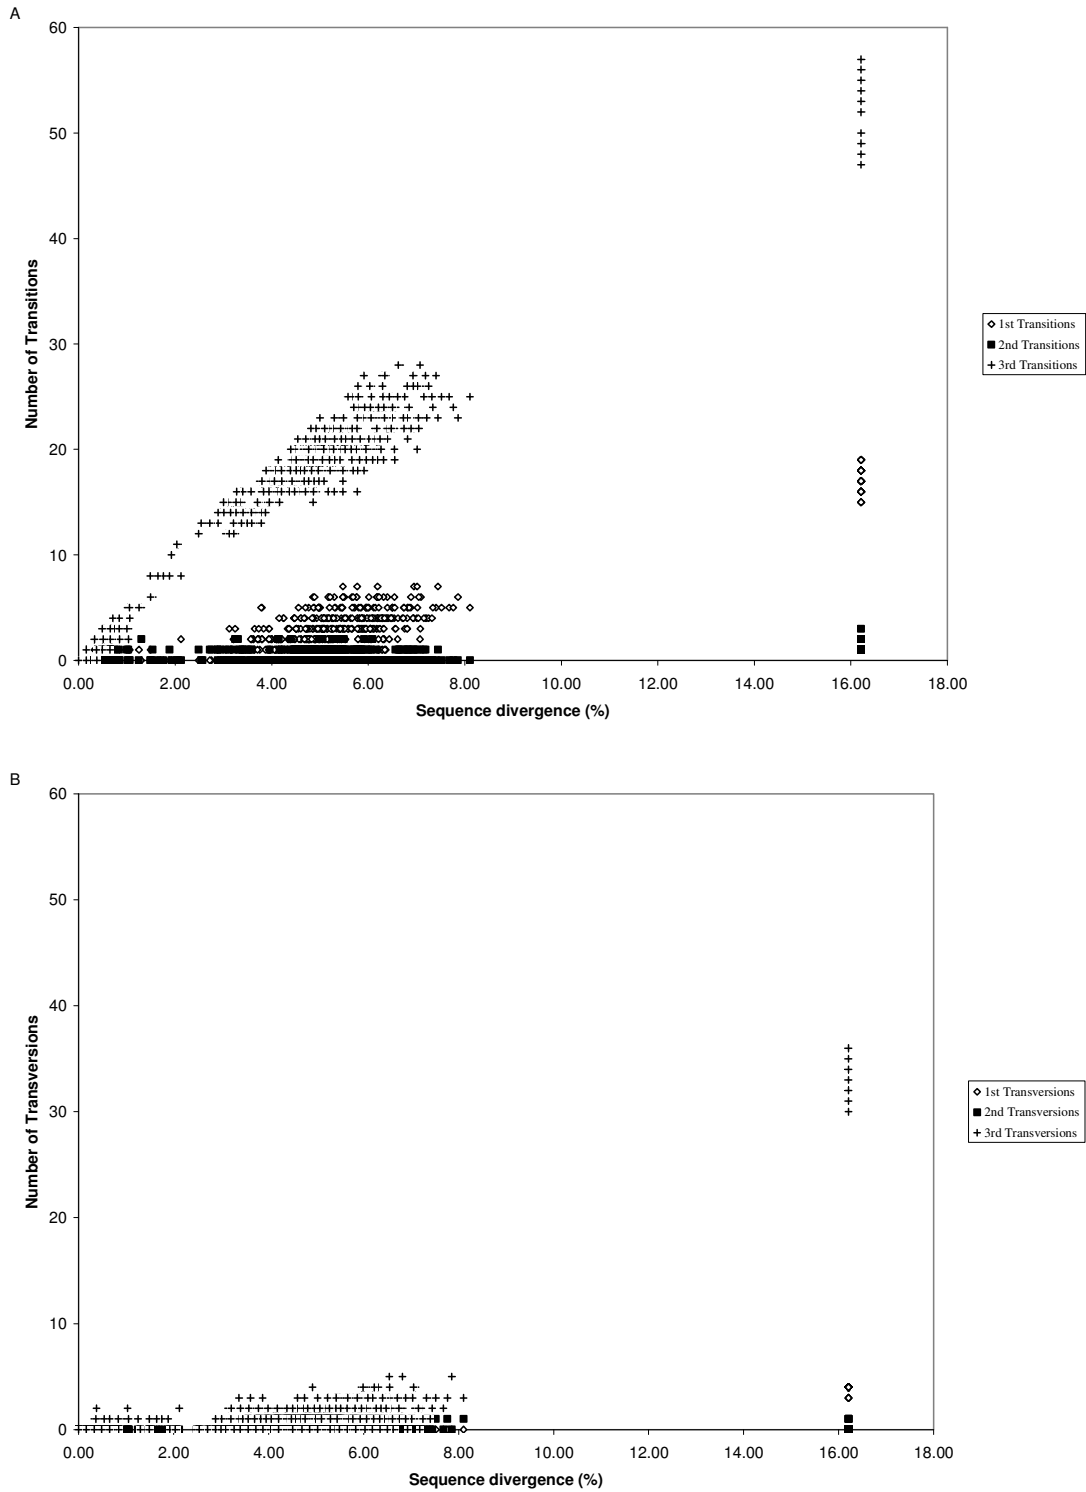 A
60
50
40
30
20
10
0
Number of Transitions
0.00 2.00 4.00 6.00 8.00 10.00 12.00 14.00 16.00 18.00
Sequence divergence (%)
1st Transitions
2nd Transitions
3rd Transitions
B
60
50
40
30
20
10
0
Number of Transversions
0.00 2.00 4.00 6.00 8.00 10.00 12.00 14.00 16.00 18.00
Sequence divergence (%)
1st Transversions
2nd Transversions
3rd Transversions